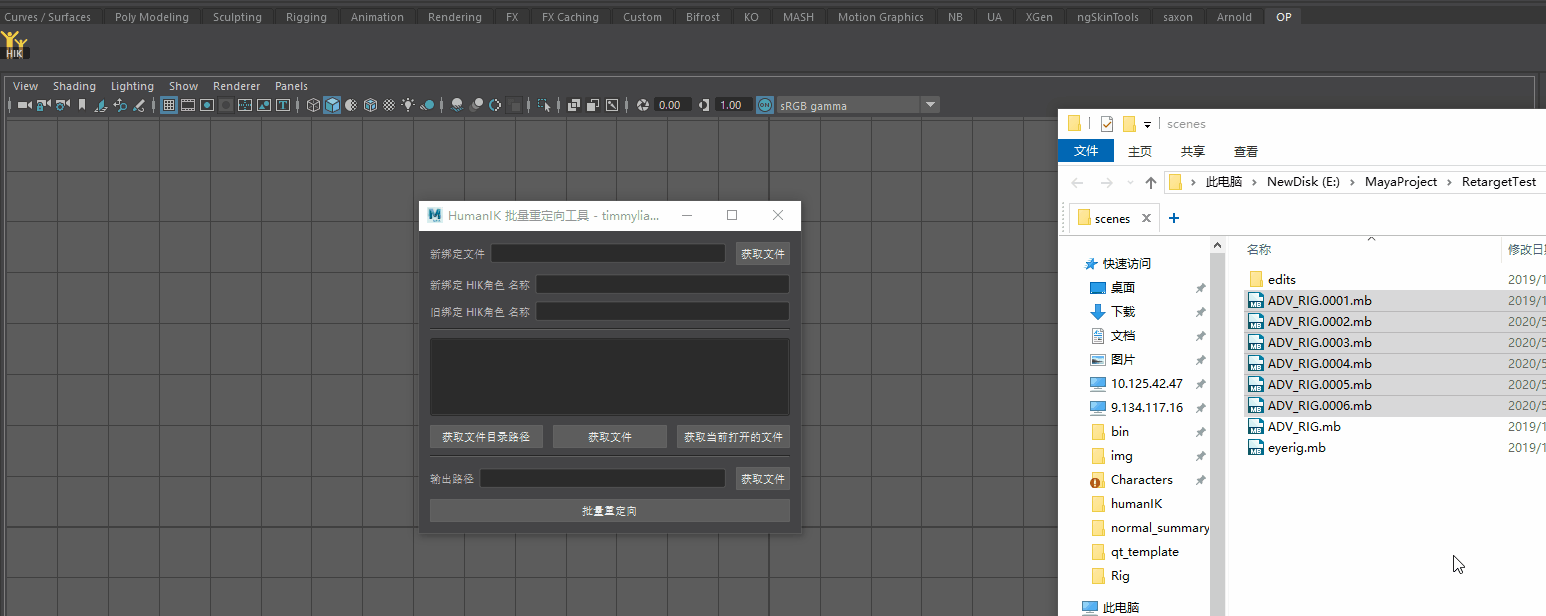 Curves / Surfaces Poly Modeling Sculpting Rigging Animation Rendering FX FX Caching Custom Bifrost KO MASH Motion Graphics NB UA XGen ngSkinTools saxon Arnold OP
HIK
View Shading Lighting Show Renderer Panels
0.00 1.00 ON sRGB gamma
HumanIK 批量重定向工具 - timmylia...
新绑定文件 获取文件
新绑定 HIK角色 名称
旧绑定 HIK角色 名称
获取文件目录路径 获取文件 获取当前打开的文件
输出路径 获取文件
批量重定向
scenes
文件 主页 共享 查看
此电脑 NewDisk (E:) MayaProject RetargetTest
scenes
快速访问
桌面
下载
文档
图片
10.125.42.47
9.134.117.16
bin
img
Characters
humanIK
normal_summary
qt_template
Rig
此电脑
名称 修改日
edits 2019/1
ADV_RIG.0001.mb 2019/1
ADV_RIG.0002.mb 2020/5
ADV_RIG.0003.mb 2020/5
ADV_RIG.0004.mb 2020/5
ADV_RIG.0005.mb 2020/5
ADV_RIG.0006.mb 2020/5
ADV_RIG.mb 2019/1
eyerig.mb 2019/1